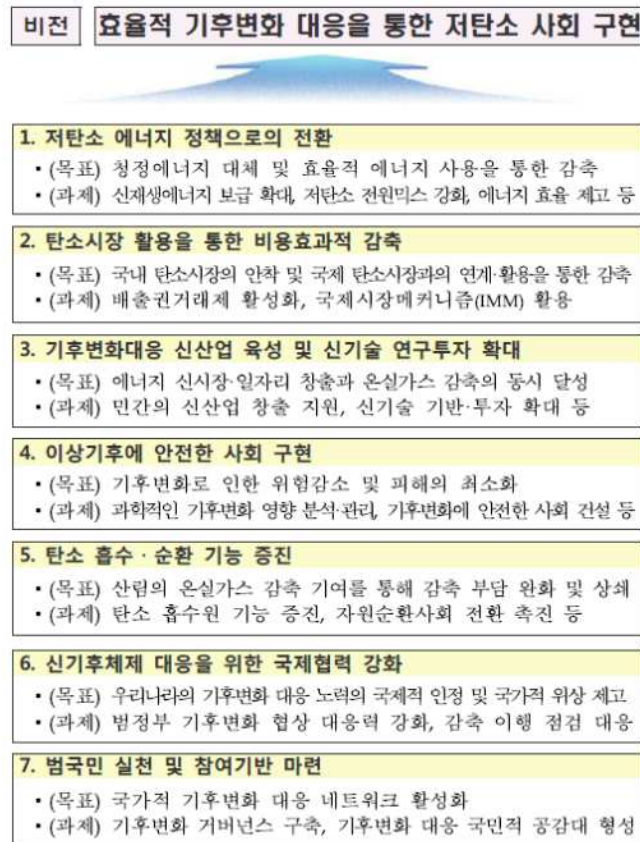 비전 효율적 기후변화 대응을 통한 저탄소 사회 구현
1. 저탄소 에너지 정책으로의 전환
• (목표) 청정에너지 대체 및 효율적 에너지 사용을 통한 감축
• (과제) 신재생에너지 보급 확대, 저탄소 전원믹스 강화, 에너지 효율 제고 등
2. 탄소시장 활용을 통한 비용효과적 감축
• (목표) 국내 탄소시장의 안착 및 국제 탄소시장과의 연계·활용을 통한 감축
• (과제) 배출권거래제 활성화, 국제시장메커니즘(IMM) 활용
3. 기후변화대응 신산업 육성 및 신기술 연구투자 확대
• (목표) 에너지 신시장·일자리 창출과 온실가스 감축의 동시 달성
• (과제) 민간의 신산업 창출 지원, 신기술 기반·투자 확대 등
4. 이상기후에 안전한 사회 구현
• (목표) 기후변화로 인한 위험감소 및 피해의 최소화
• (과제) 과학적인 기후변화 영향 분석·관리, 기후변화에 안전한 사회 건설 등
5. 탄소 흡수 · 순환 기능 증진
• (목표) 산림의 온실가스 감축 기여를 통해 감축 부담 완화 및 상쇄
• (과제) 탄소 흡수원 기능 증진, 자원순환사회 전환 촉진 등
6. 신기후체제 대응을 위한 국제협력 강화
• (목표) 우리나라의 기후변화 대응 노력의 국제적 인정 및 국가적 위상 제고
• (과제) 범정부 기후변화 협상 대응력 강화, 감축 이행 점검 대응
7. 범국민 실천 및 참여기반 마련
• (목표) 국가적 기후변화 대응 네트워크 활성화
• (과제) 기후변화 거버넌스 구축, 기후변화 대응 국민적 공감대 형성